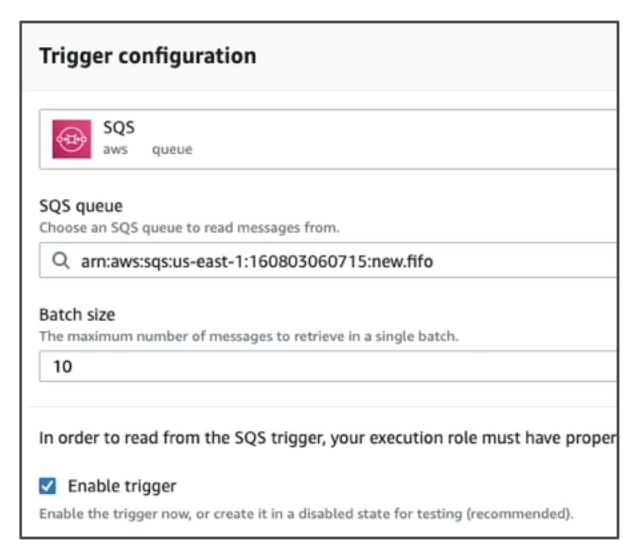 Trigger configuration
SQS
aws queue
SQS queue
Choose an SQS queue to read messages from.
arn:aws:sqs:us-east-1:160803060715:new.fifo
Batch size
The maximum number of messages to retrieve in a single batch.
10
In order to read from the SQS trigger, your execution role must have proper
Enable trigger
Enable the trigger now, or create it in a disabled state for testing (recommended).